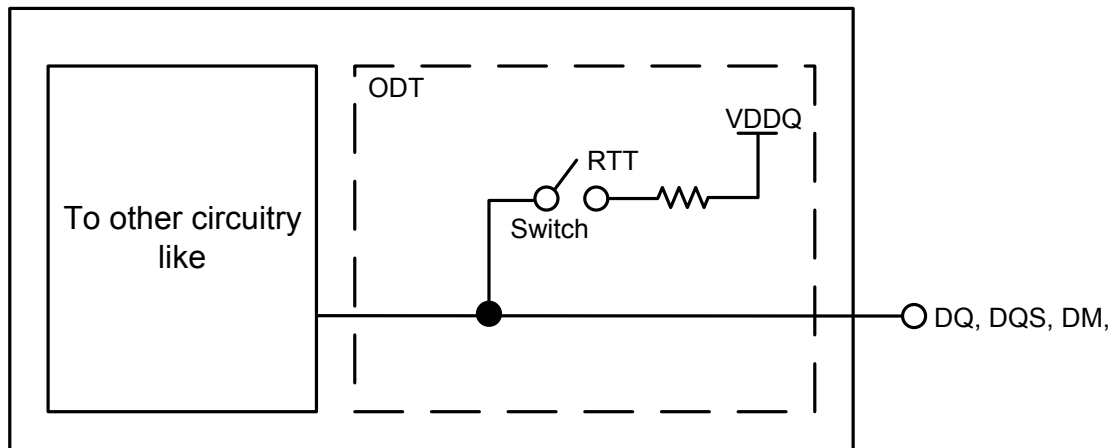 ODT
VDDQ
RTT
Switch
To other circuitry
like
DQ, DQS, DM,